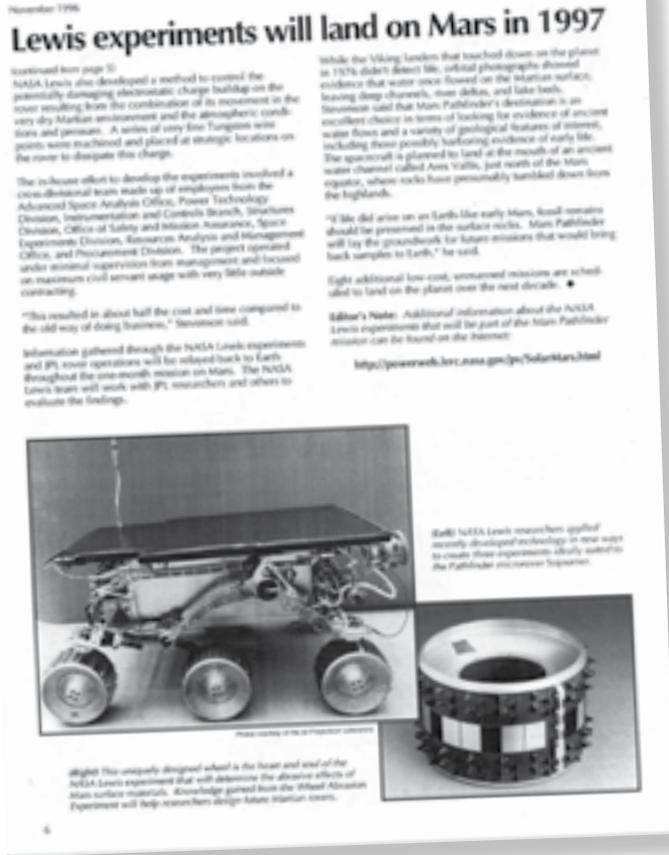 November 1996
Lewis experiments will land on Mars in 1997
(continued from page 5)
NASA Lewis also developed a method to control the
potentially damaging electrostatic charge buildup on the
rover resulting from the combination of its movement in the
very dry Martian environment and the atmospheric condi-
tions and pressure. A series of very fine Tungsten wire
points were machined and placed at strategic locations on
the rover to dissipate this charge.
The in-house effort to develop the experiments involved a
cross-divisional team made up of employees from the
Advanced Space Analysis Office, Power Technology
Division, Instrumentation and Controls Branch, Structures
Division, Office of Safety and Mission Assurance, Space
Experiments Division, Resources Analysis and Management
Office, and Procurement Division. The project operated
under minimal supervision from management and focused
on maximum civil servant usage with very little outside
contracting.
"This resulted in about half the cost and time compared to
the old way of doing business," Stevenson said.
Information gathered through the NASA Lewis experiments
and JPL rover operations will be relayed back to Earth
throughout the one-month mission on Mars. The NASA
Lewis team will work with JPL researchers and others to
evaluate the findings.
While the Viking landers that touched down on the planet
in 1976 didn't detect life, orbital photographs showed
evidence that water once flowed on the Martian surface,
leaving deep channels, river deltas, and lake beds.
Stevenson said that Mars Pathfinder's destination is an
excellent choice in terms of looking for evidence of ancient
water flows and a variety of geological features of interest,
including those possibly harboring evidence of early life.
The spacecraft is planned to land at the mouth of an ancient
water channel called Ares Vallis, just north of the Mars
equator, where rocks have presumably tumbled down from
the highlands.
"If life did arise on an Earth-like early Mars, fossil remains
should be preserved in the surface rocks. Mars Pathfinder
will lay the groundwork for future missions that would bring
back samples to Earth," he said.
Eight additional low-cost, unmanned missions are sched-
uled to land on the planet over the next decade. ◆
Editor's Note: Additional information about the NASA
Lewis experiments that will be part of the Mars Pathfinder
mission can be found on the Internet:
http://powerweb.lerc.nasa.gov/pv/SolarMars.html
(Left) NASA Lewis researchers applied
recently developed technology in new ways
to create three experiments ideally suited to
the Pathfinder microrover Sojourner.
Photos courtesy of the Jet Propulsion Laboratory
(Right) This uniquely designed wheel is the heart and soul of the
NASA Lewis experiment that will determine the abrasive effects of
Mars surface materials. Knowledge gained from the Wheel Abrasion
Experiment will help researchers design future Martian rovers.
6